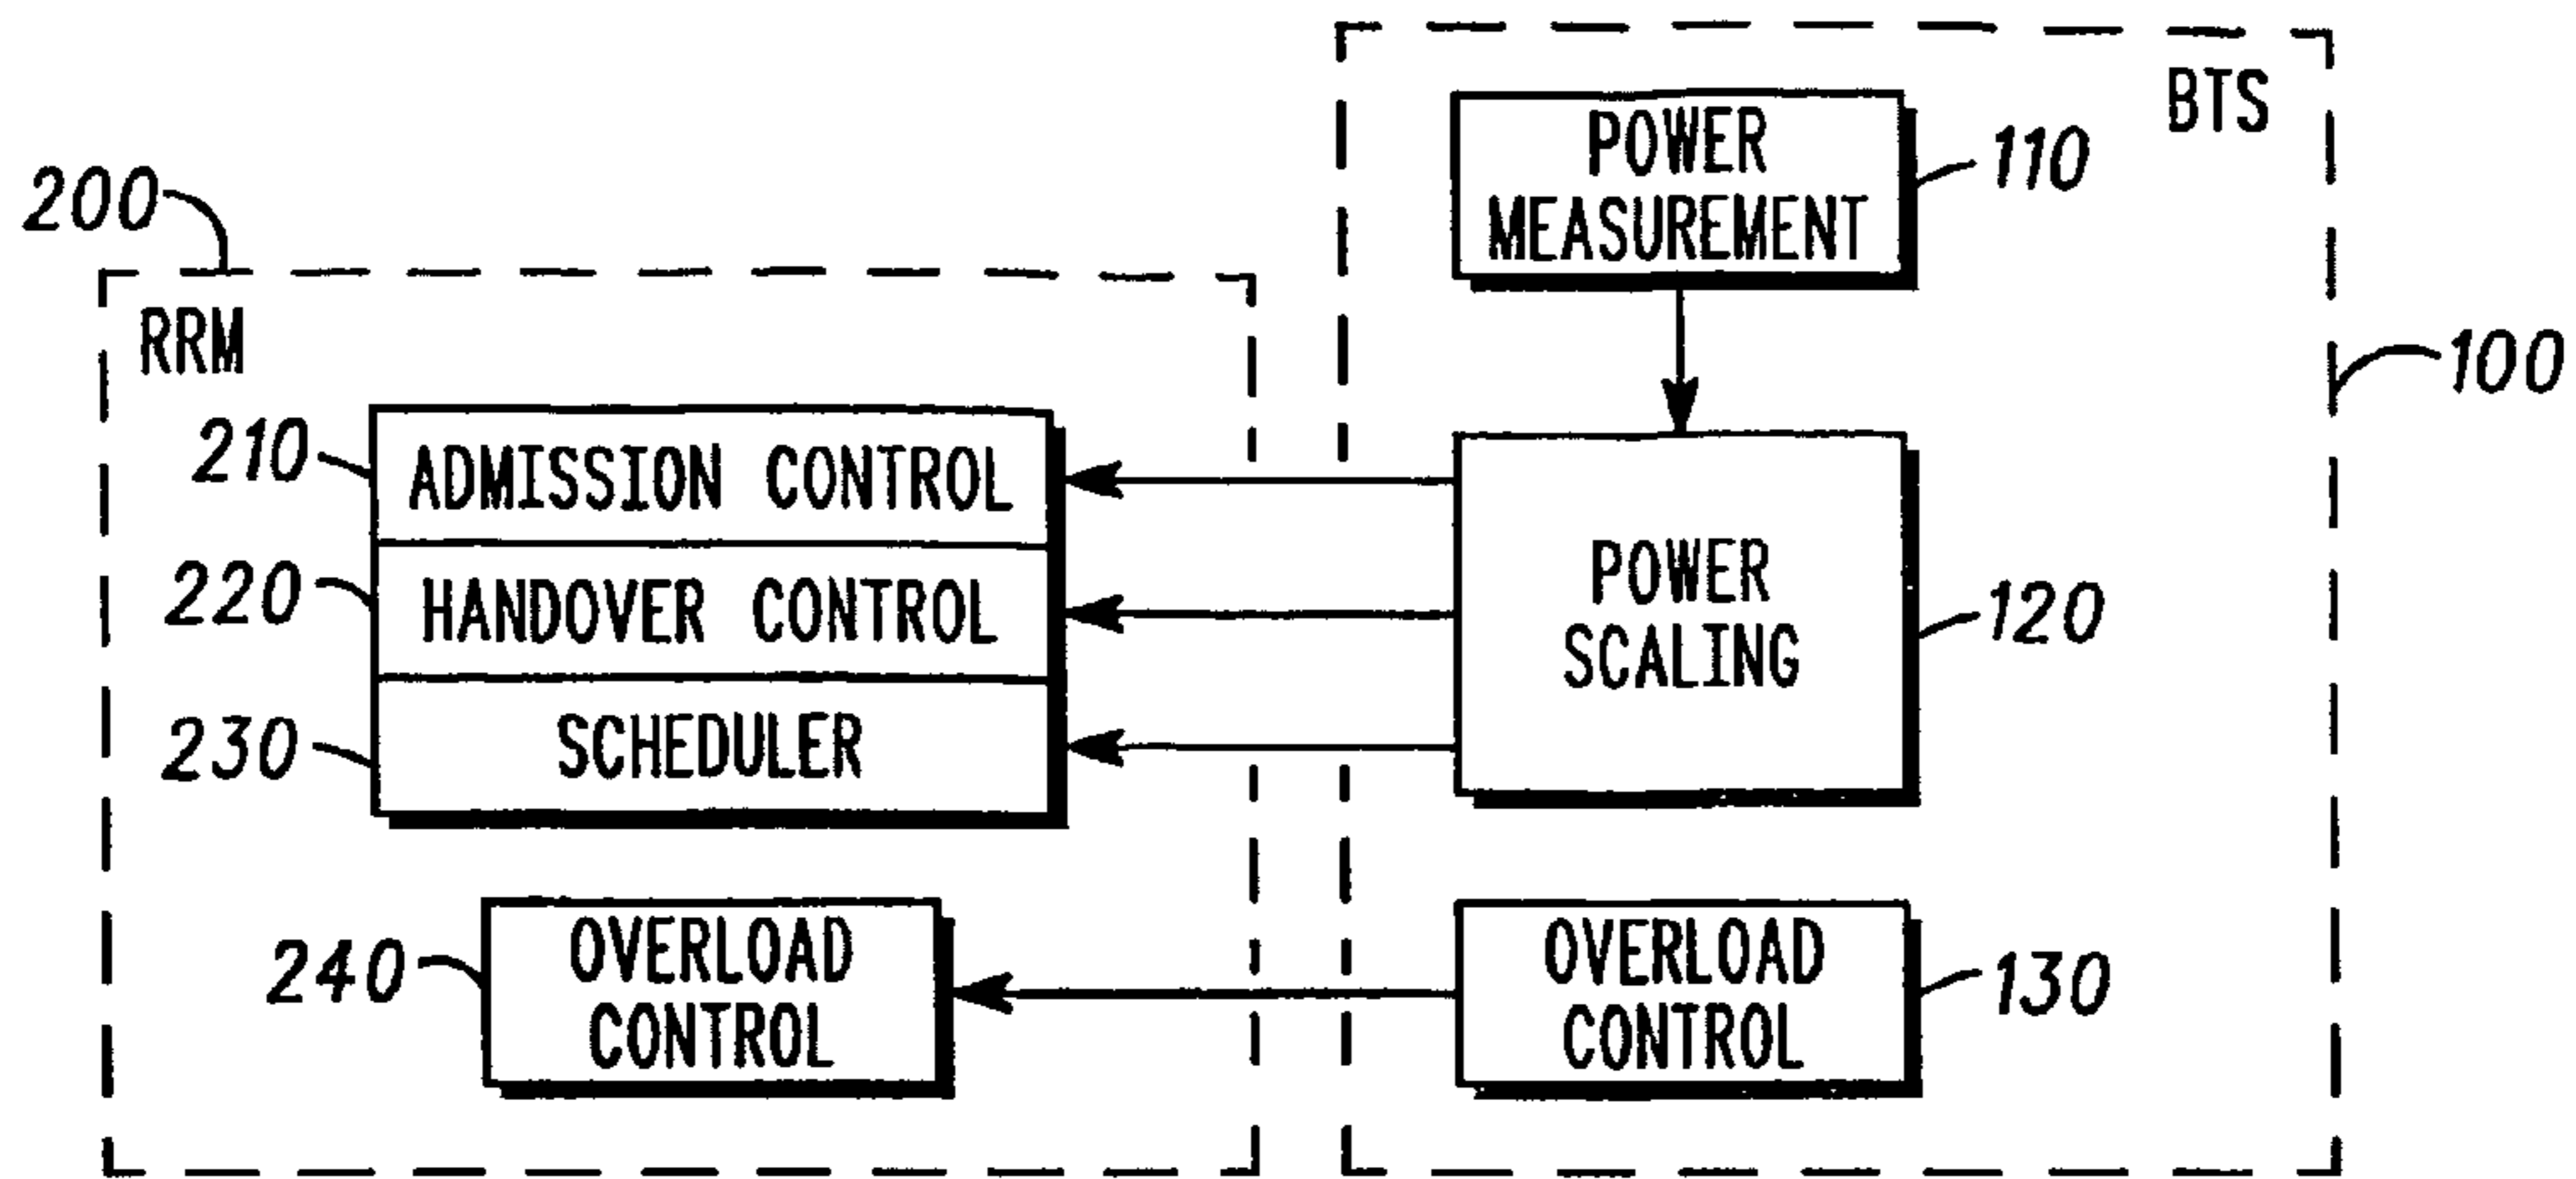 BTS
POWER
MEASUREMENT
110
200
RRM
100
210
ADMISSION CONTROL
220
HANDOVER CONTROL
230
SCHEDULER
POWER
SCALING
120
240
OVERLOAD
CONTROL
OVERLOAD
CONTROL
130